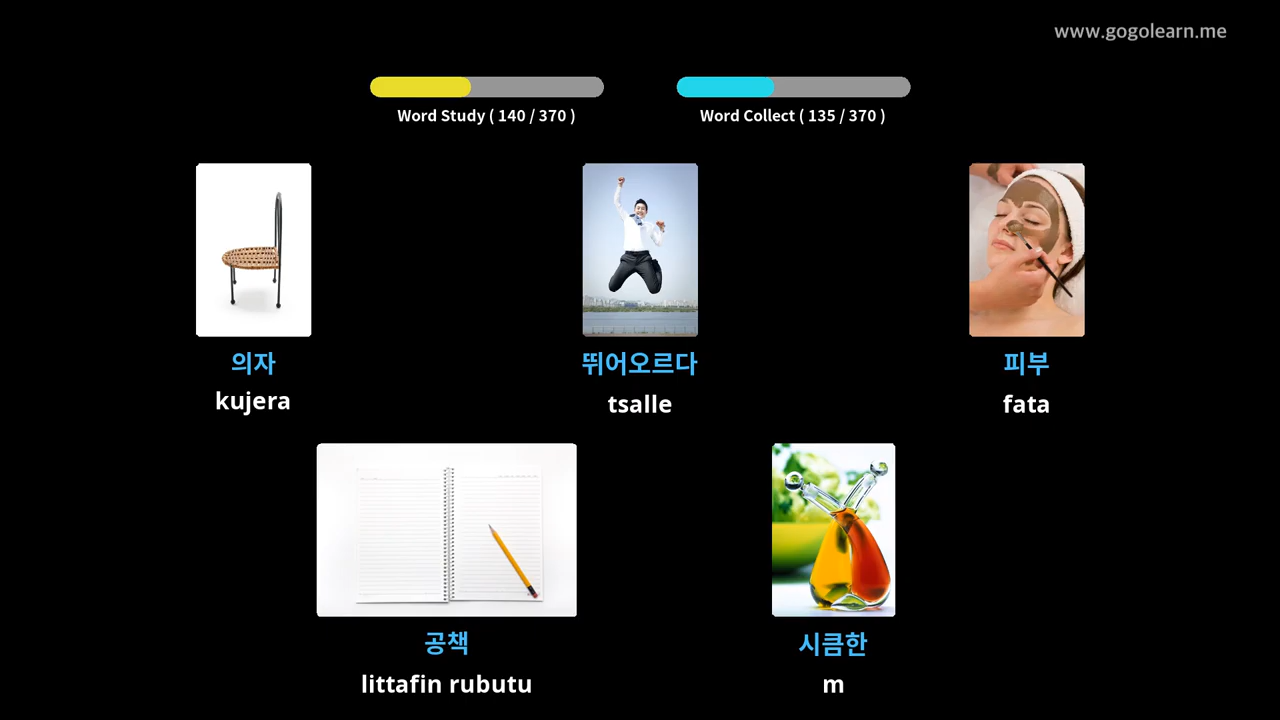 www.gogolearn.me
Word Study ( 140 / 370 )
Word Collect ( 135 / 370 )
의자
kujera
뛰어오르다
tsalle
피부
fata
공책
littafin rubutu
시큼한
m